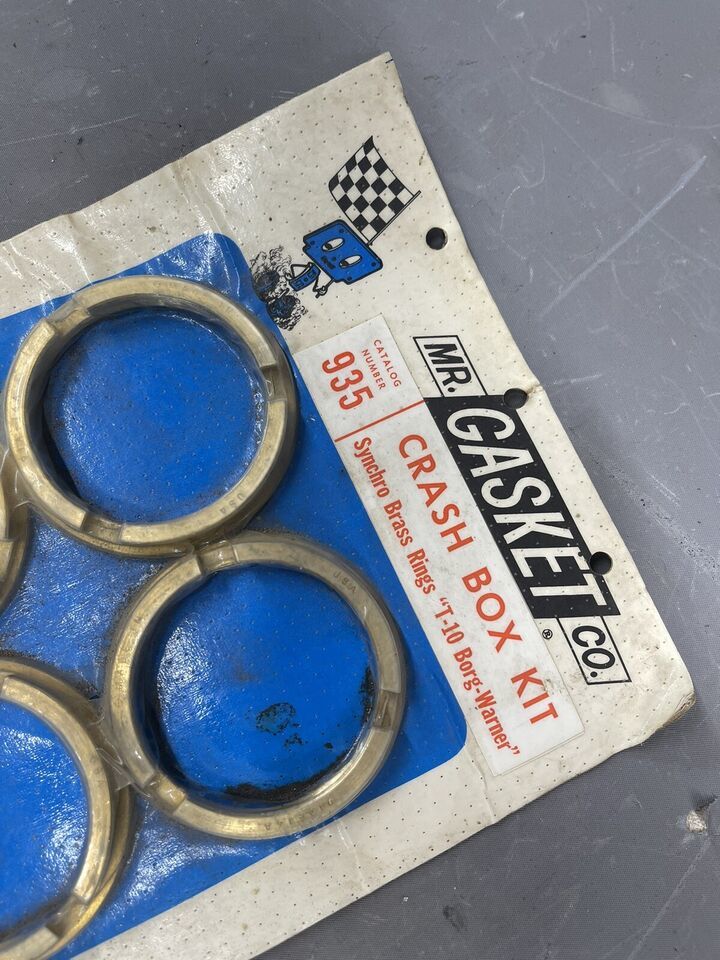 MR.
GASKET
CO.
®
CATALOG
NUMBER
935
CRASH BOX KIT
Synchro Brass Rings "T-10 Borg-Warner"
USA
USA